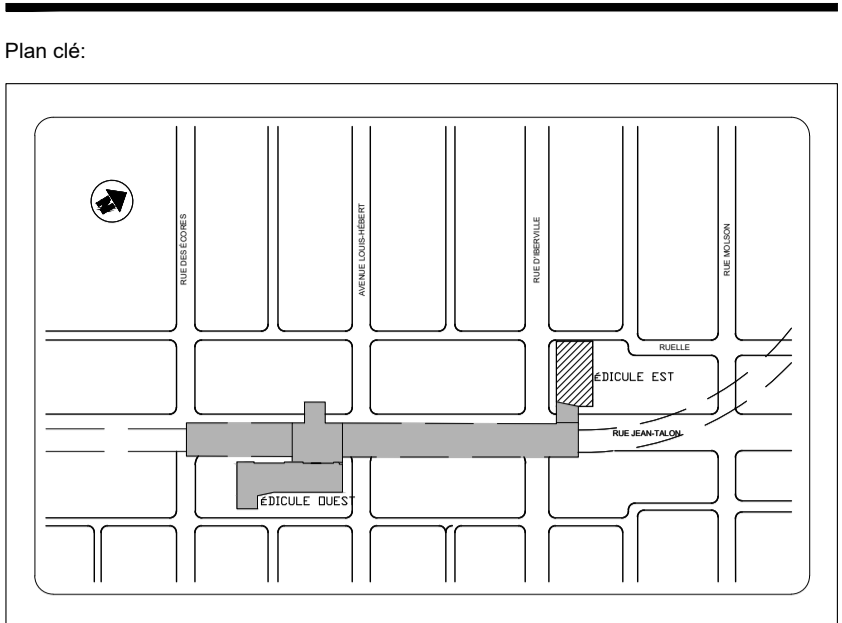 Plan clé:
N
RUE DES ÉCORES
AVENUE LOUIS-HÉBERT
RUE D'IBERVILLE
RUE MOLSON
RUELLE
ÉDICULE EST
RUE JEAN-TALON
ÉDICULE OUEST